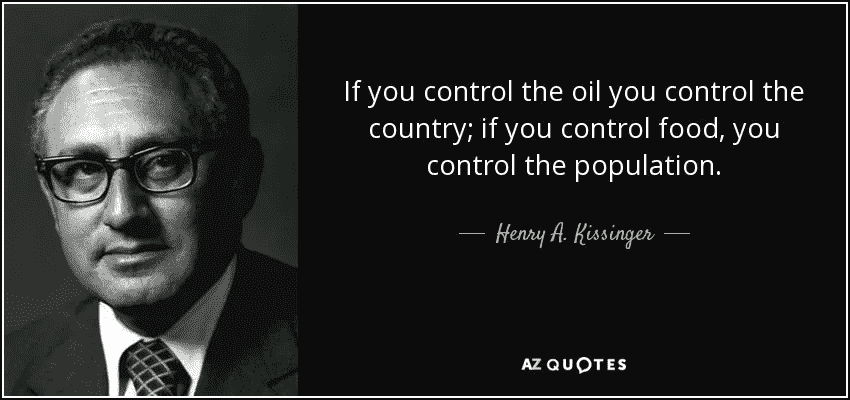 If you control the oil you control the
country; if you control food, you
control the population.
Henry A. Kissinger
AZ QUOTES